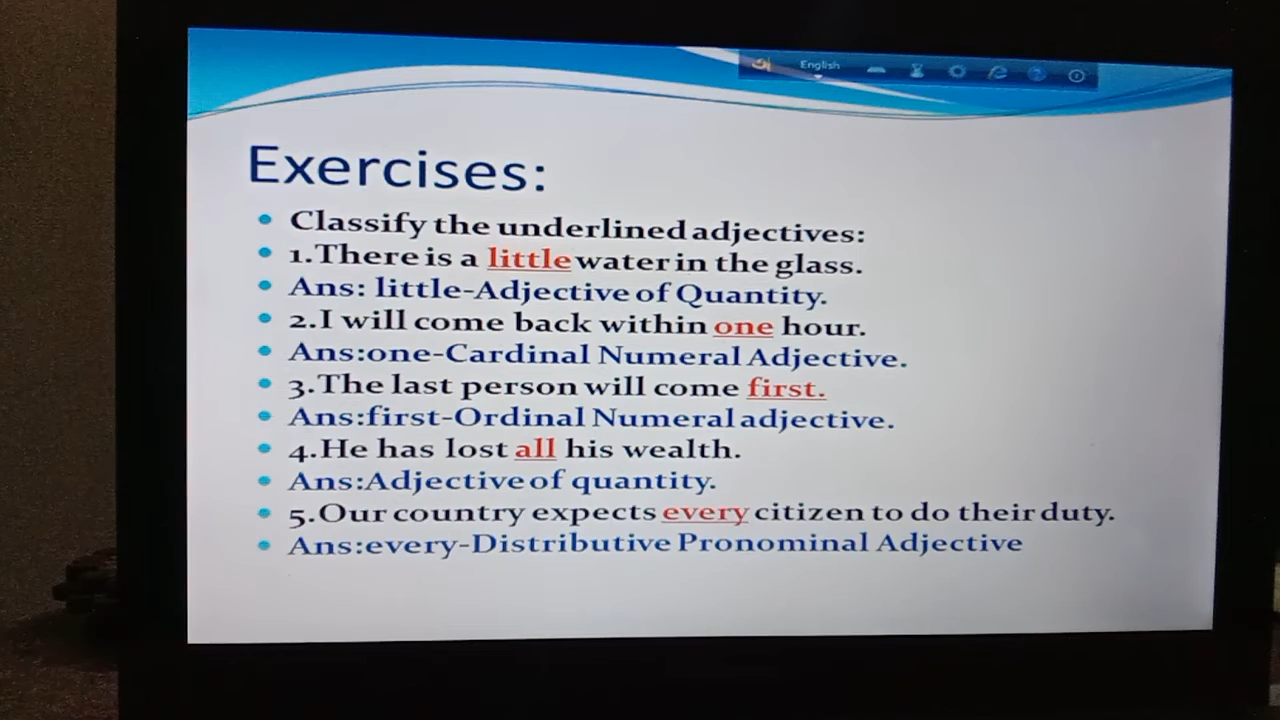 English
Exercises:
Classify the underlined adjectives:
1.There is a little water in the glass.
Ans: little-Adjective of Quantity.
2.I will come back within one hour.
Ans:one-Cardinal Numeral Adjective.
3.The last person will come first.
Ans:first-Ordinal Numeral adjective.
4.He has lost all his wealth.
Ans:Adjective of quantity.
5.Our country expects every citizen to do their duty.
Ans:every-Distributive Pronominal Adjective